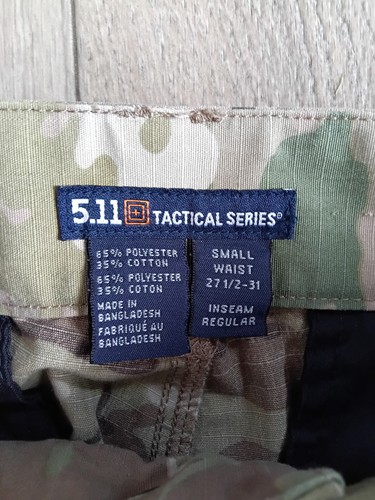 5.11 TACTICAL SERIES®
65% POLYESTER
35% COTTON
65% POLYESTER
35% COTON
MADE IN
BANGLADESH
FABRIQUÉ AU
BANGLADESH
SMALL
WAIST
27 1/2-31
INSEAM
REGULAR